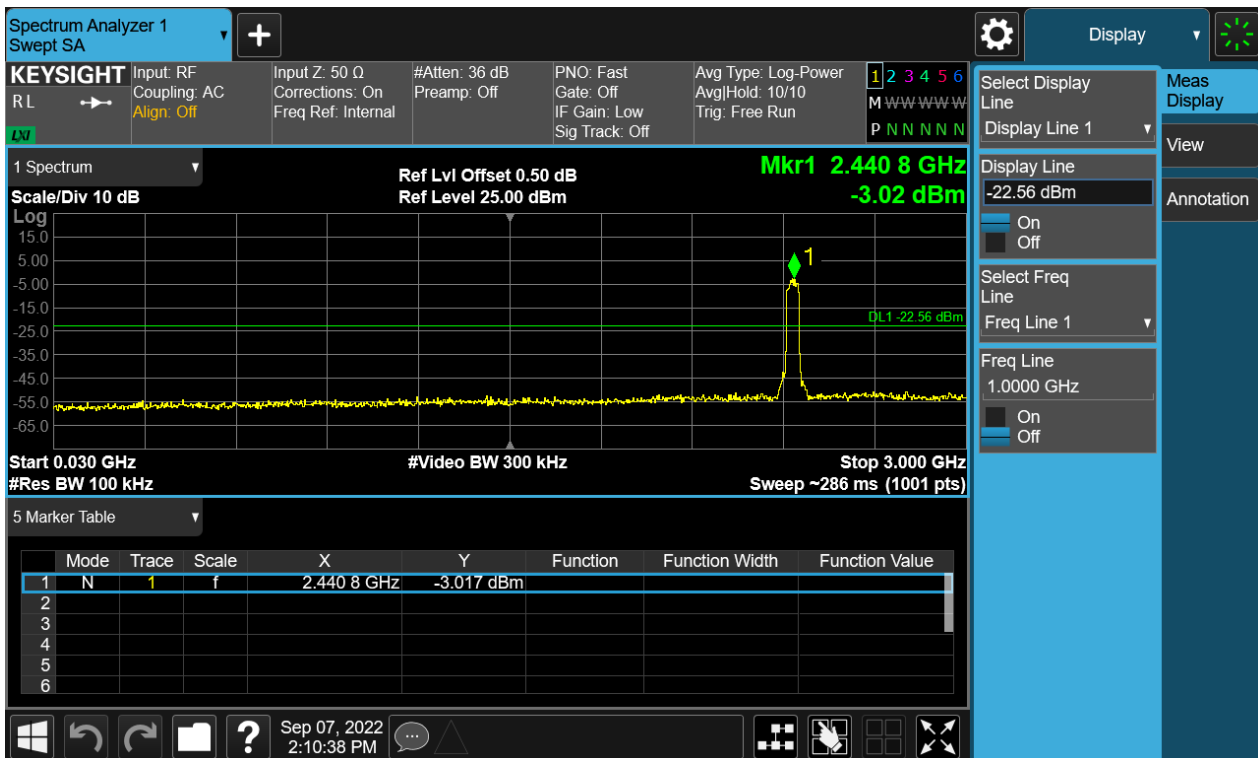 Spectrum Analyzer 1
Swept SA
+
Display
KEYSIGHT
RL
LXI
Input: RF
Coupling: AC
Align: Off
Input Z: 50 Ω
Corrections: On
Freq Ref: Internal
#Atten: 36 dB
Preamp: Off
PNO: Fast
Gate: Off
IF Gain: Low
Sig Track: Off
Avg Type: Log-Power
Avg|Hold: 10/10
Trig: Free Run
1 2 3 4 5 6
M W W W W W
P N N N N N
1 Spectrum
Scale/Div 10 dB
Ref Lvl Offset 0.50 dB
Ref Level 25.00 dBm
Mkr1 2.440 8 GHz
-3.02 dBm
Log
15.0
5.00
-5.00
-15.0
-25.0
-35.0
-45.0
-55.0
-65.0
1
DL1 -22.56 dBm
Start 0.030 GHz
#Video BW 300 kHz
Stop 3.000 GHz
#Res BW 100 kHz
Sweep ~286 ms (1001 pts)
5 Marker Table
Mode Trace Scale X Y Function Function Width Function Value
1 N 1 f 2.440 8 GHz -3.017 dBm
2
3
4
5
6
?
Sep 07, 2022
2:10:38 PM
Select Display
Line
Display Line 1
Display Line
-22.56 dBm
On
Off
Select Freq
Line
Freq Line 1
Freq Line
1.0000 GHz
On
Off
Meas
Display
View
Annotation